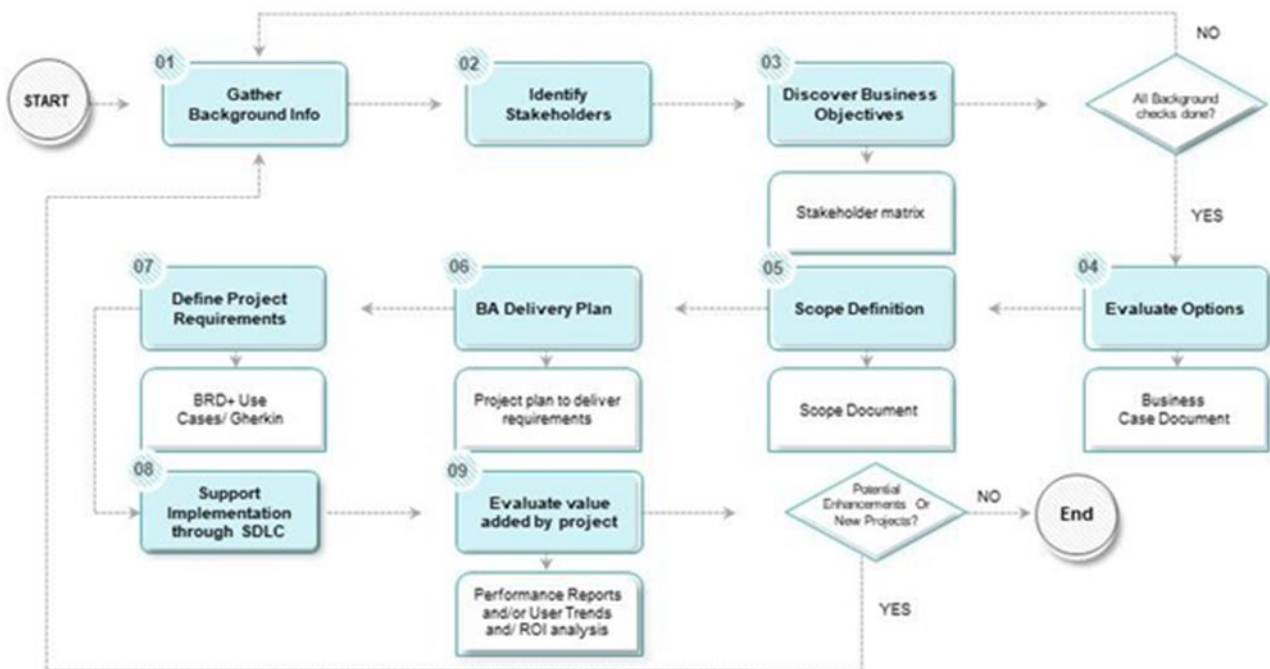 NO
01
02
03
START
Gather
Background Info
Identify
Stakeholders
Discover Business
Objectives
All Background
checks done?
Stakeholder matrix
YES
07
06
05
04
Define Project
Requirements
BA Delivery Plan
Scope Definition
Evaluate Options
BRD+ Use
Cases/ Gherkin
Project plan to deliver
requirements
Scope Document
Business
Case Document
08
09
Support
Implementation
through SDLC
Evaluate value
added by project
Potential
Enhancements Or
New Projects?
NO
End
Performance Reports
and/or User Trends
and/ ROI analysis
YES